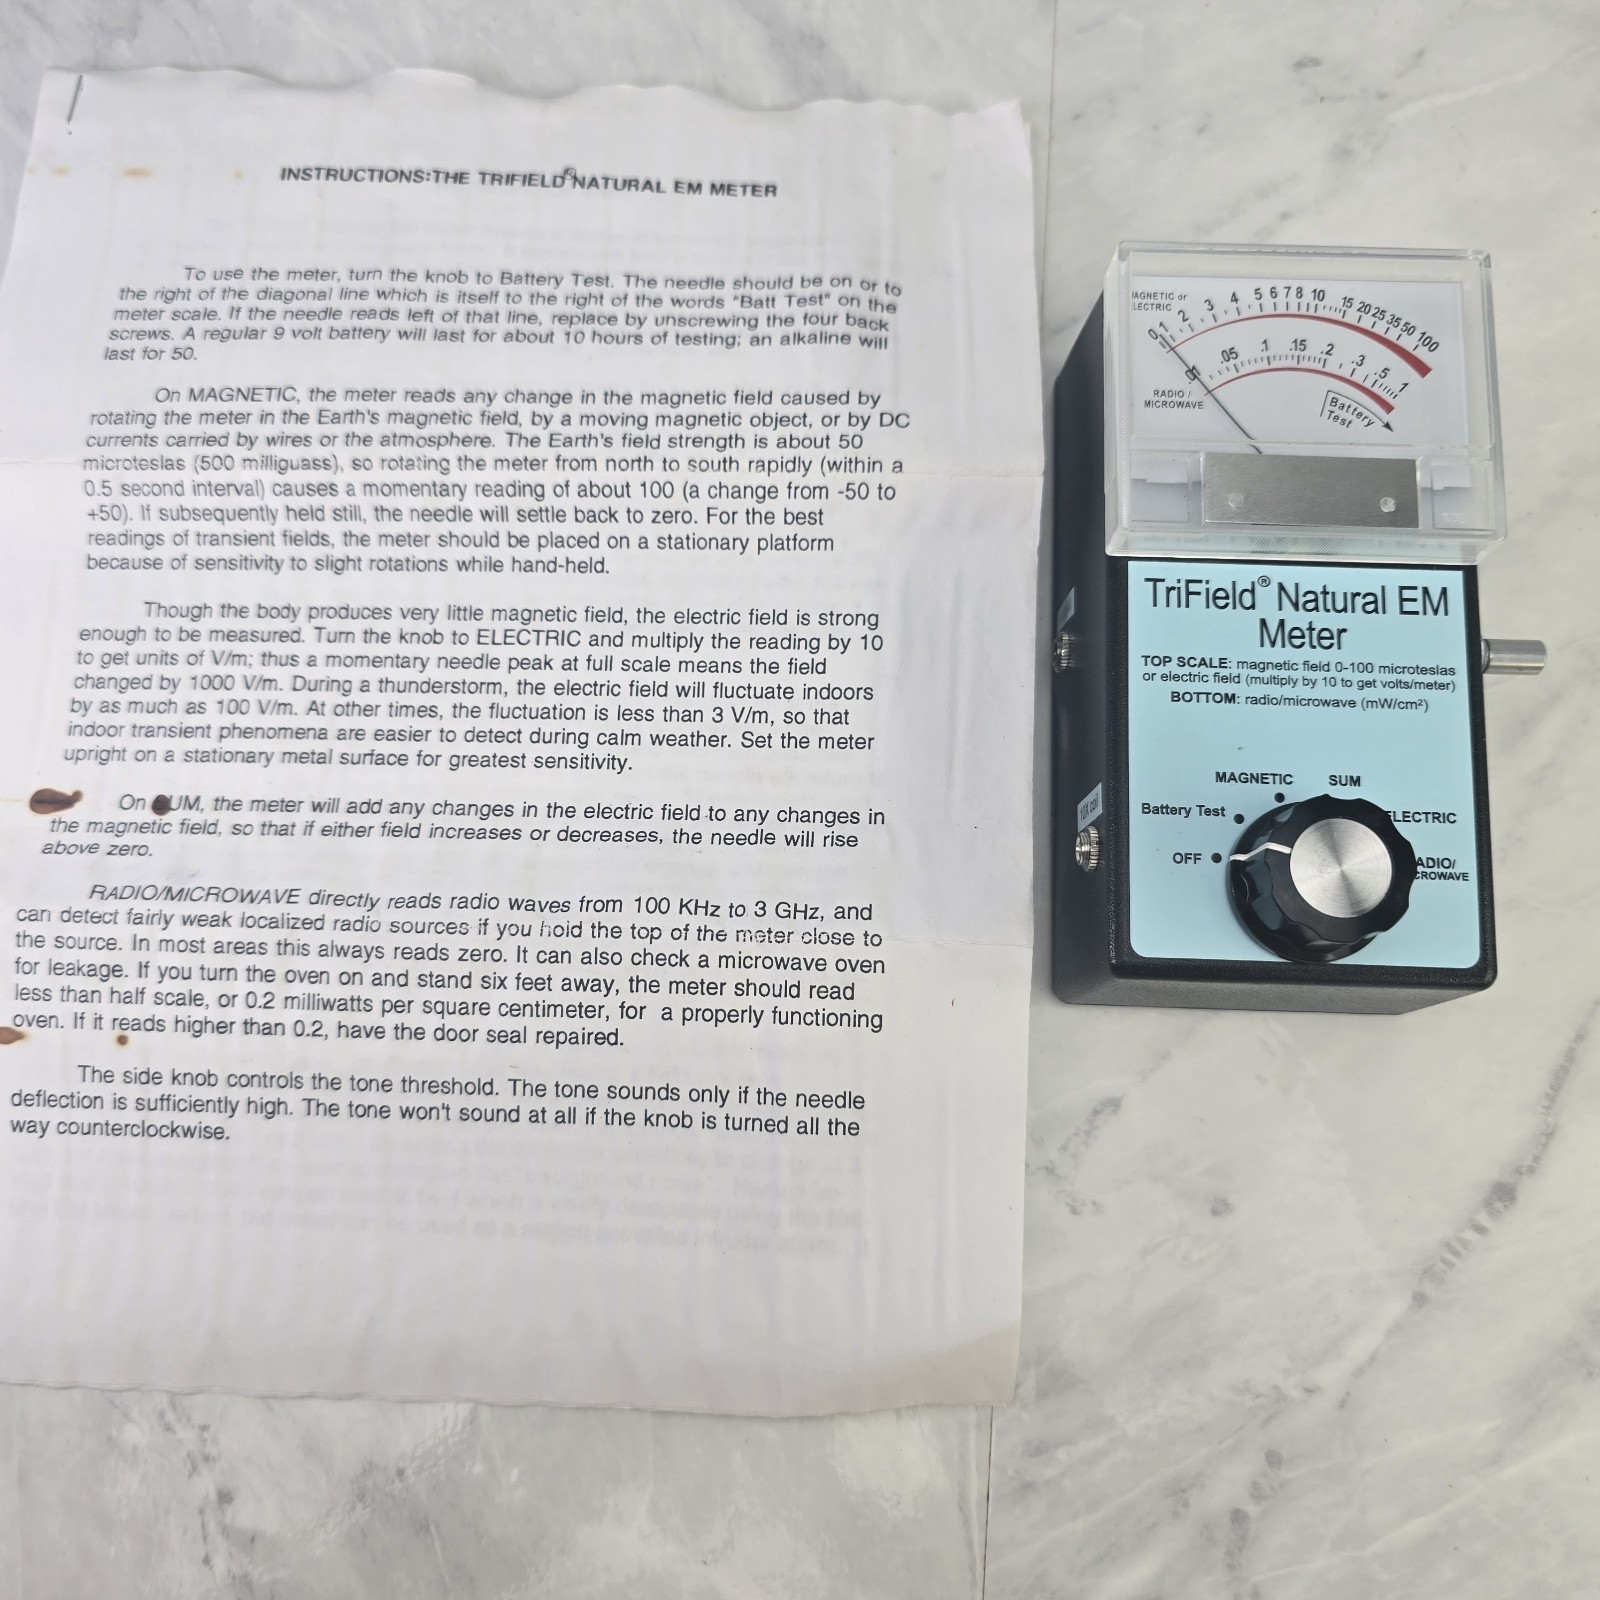 INSTRUCTIONS:THE TRIFIELD® NATURAL EM METER
To use the meter, turn the knob to Battery Test. The needle should be on or to
the right of the diagonal line which is itself to the right of the words "Batt Test" on the
meter scale. If the needle reads left of that line, replace by unscrewing the four back
screws. A regular 9 volt battery will last for about 10 hours of testing; an alkaline will
last for 50.
On MAGNETIC, the meter reads any change in the magnetic field caused by
rotating the meter in the Earth's magnetic field, by a moving magnetic object, or by DC
currents carried by wires or the atmosphere. The Earth's field strength is about 50
microteslas (500 milliguass), so rotating the meter from north to south rapidly (within a
0.5 second interval) causes a momentary reading of about 100 (a change from -50 to
+50). If subsequently held still, the needle will settle back to zero. For the best
readings of transient fields, the meter should be placed on a stationary platform
because of sensitivity to slight rotations while hand-held.
Though the body produces very little magnetic field, the electric field is strong
enough to be measured. Turn the knob to ELECTRIC and multiply the reading by 10
to get units of V/m; thus a momentary needle peak at full scale means the field
changed by 1000 V/m. During a thunderstorm, the electric field will fluctuate indoors
by as much as 100 V/m. At other times, the fluctuation is less than 3 V/m, so that
indoor transient phenomena are easier to detect during calm weather. Set the meter
upright on a stationary metal surface for greatest sensitivity.
On SUM, the meter will add any changes in the electric field to any changes in
the magnetic field, so that if either field increases or decreases, the needle will rise
above zero.
RADIO/MICROWAVE directly reads radio waves from 100 KHz to 3 GHz, and
can detect fairly weak localized radio sources if you hold the top of the meter close to
the source. In most areas this always reads zero. It can also check a microwave oven
for leakage. If you turn the oven on and stand six feet away, the meter should read
less than half scale, or 0.2 milliwatts per square centimeter, for a properly functioning
oven. If it reads higher than 0.2, have the door seal repaired.
The side knob controls the tone threshold. The tone sounds only if the needle
deflection is sufficiently high. The tone won't sound at all if the knob is turned all the
way counterclockwise.
AGNETIC or
LECTRIC
0 1 2 3 4 5 6 7 8 10 15 20 25 35 50 100
.01 .05 .1 .15 .2 .3 .5 1
RADIO /
MICROWAVE
Battery
Test
TriField® Natural EM
Meter
TOP SCALE: magnetic field 0-100 microteslas
or electric field (multiply by 10 to get volts/meter)
BOTTOM: radio/microwave (mW/cm²)
MAGNETIC
SUM
Battery Test
LECTRIC
OFF
ADIO/
CROWAVE
10X coil